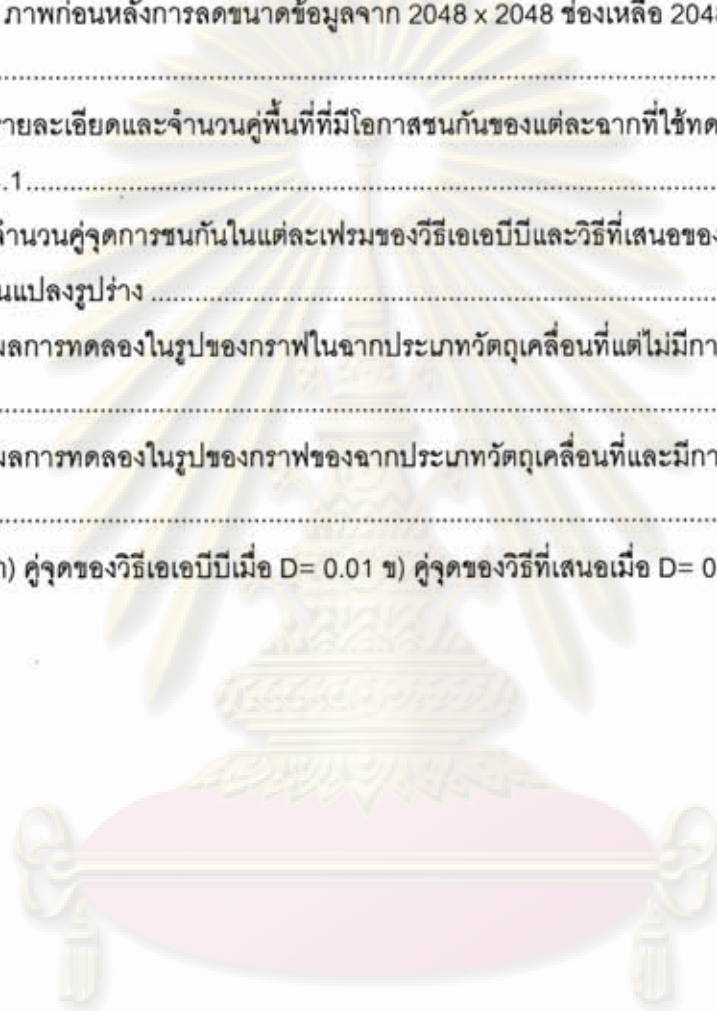 ภาพก่อนหลังการลดขนาดข้อมูลจาก 2048 x 2048 ช่องเหลือ 2048
....................
รายละเอียดและจำนวนคู่พื้นที่ที่มีโอกาสชนกันของแต่ละฉากที่ใช้ทด
.1....................
จำนวนคู่จุดการชนกันในแต่ละเฟรมของวีธีเอเอบีบีและวิธีที่เสนอของ
นแปลงรูปร่าง ....................
ผลการทดลองในรูปของกราฟในฉากประเภทวัตถุเคลื่อนที่แต่ไม่มีกา
....................
ผลการทดลองในรูปของกราฟของฉากประเภทวัตถุเคลื่อนที่และมีกา
....................
ก) คู่จุดของวิธีเอเอบีบีเมื่อ D= 0.01 ข) คู่จุดของวิธีที่เสนอเมื่อ D= 0